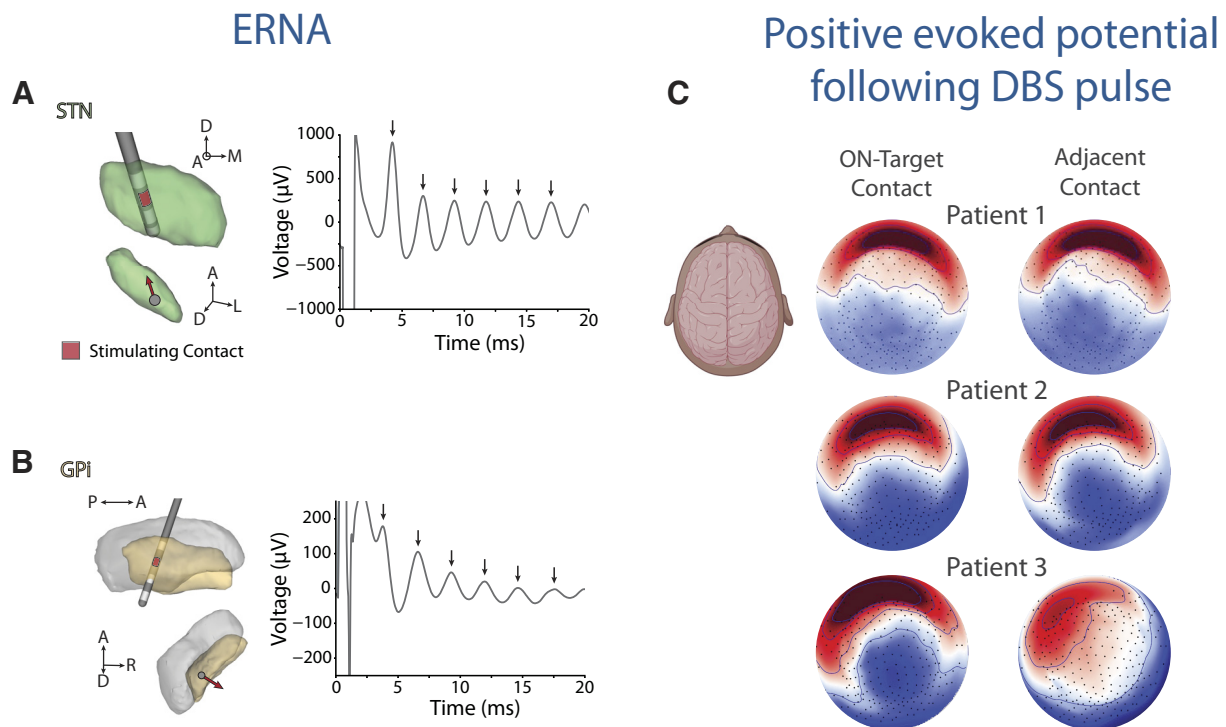 ERNA
A
STN
D
A
M
A
D
L
Stimulating Contact
1000
500
250
0
−250
−500
−1000
Voltage (µV)
0
5
10
15
20
Time (ms)
B
GPi
P
A
A
D
R
200
100
0
−100
−200
Voltage (µV)
0
5
10
15
20
Time (ms)
Positive evoked potential
following DBS pulse
C
ON-Target
Contact
Adjacent
Contact
Patient 1
Patient 2
Patient 3